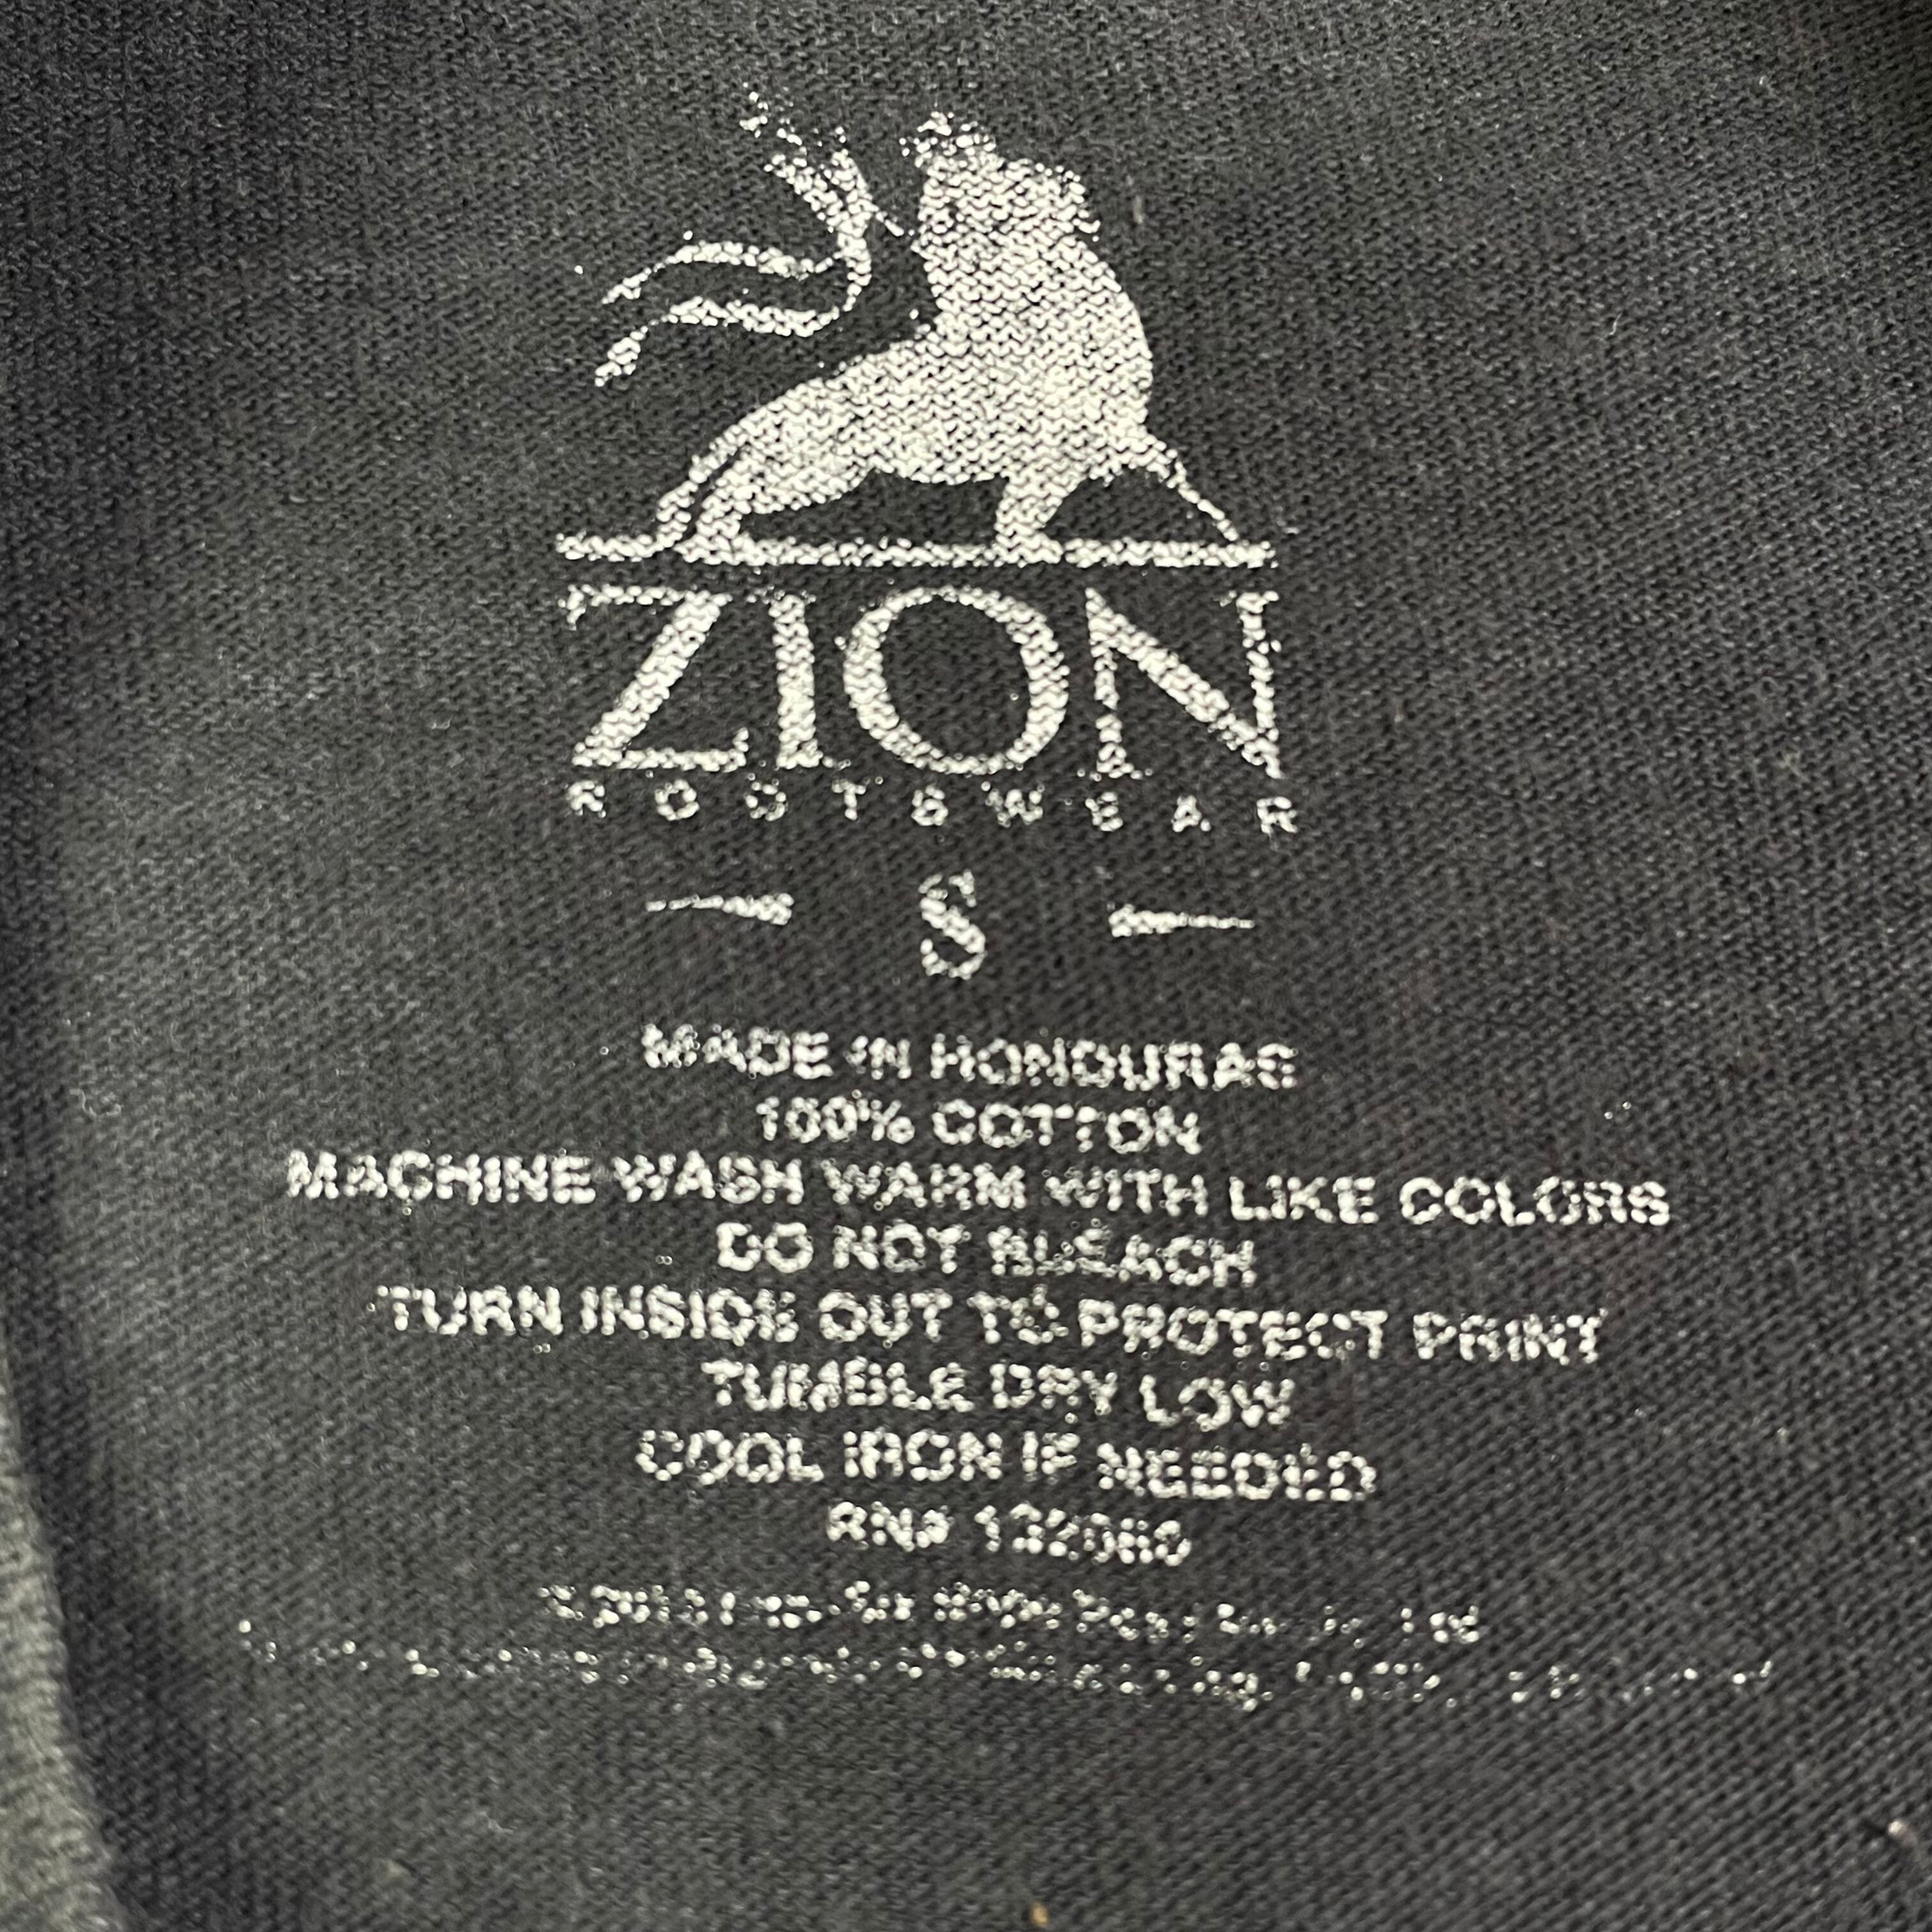 ZION
ROOTSWEAR
S
MADE IN HONDURAS
100% COTTON
MACHINE WASH WARM WITH LIKE COLORS
DO NOT BLEACH
TURN INSIDE OUT TO PROTECT PRINT
TUMBLE DRY LOW
COOL IRON IF NEEDED
RN#